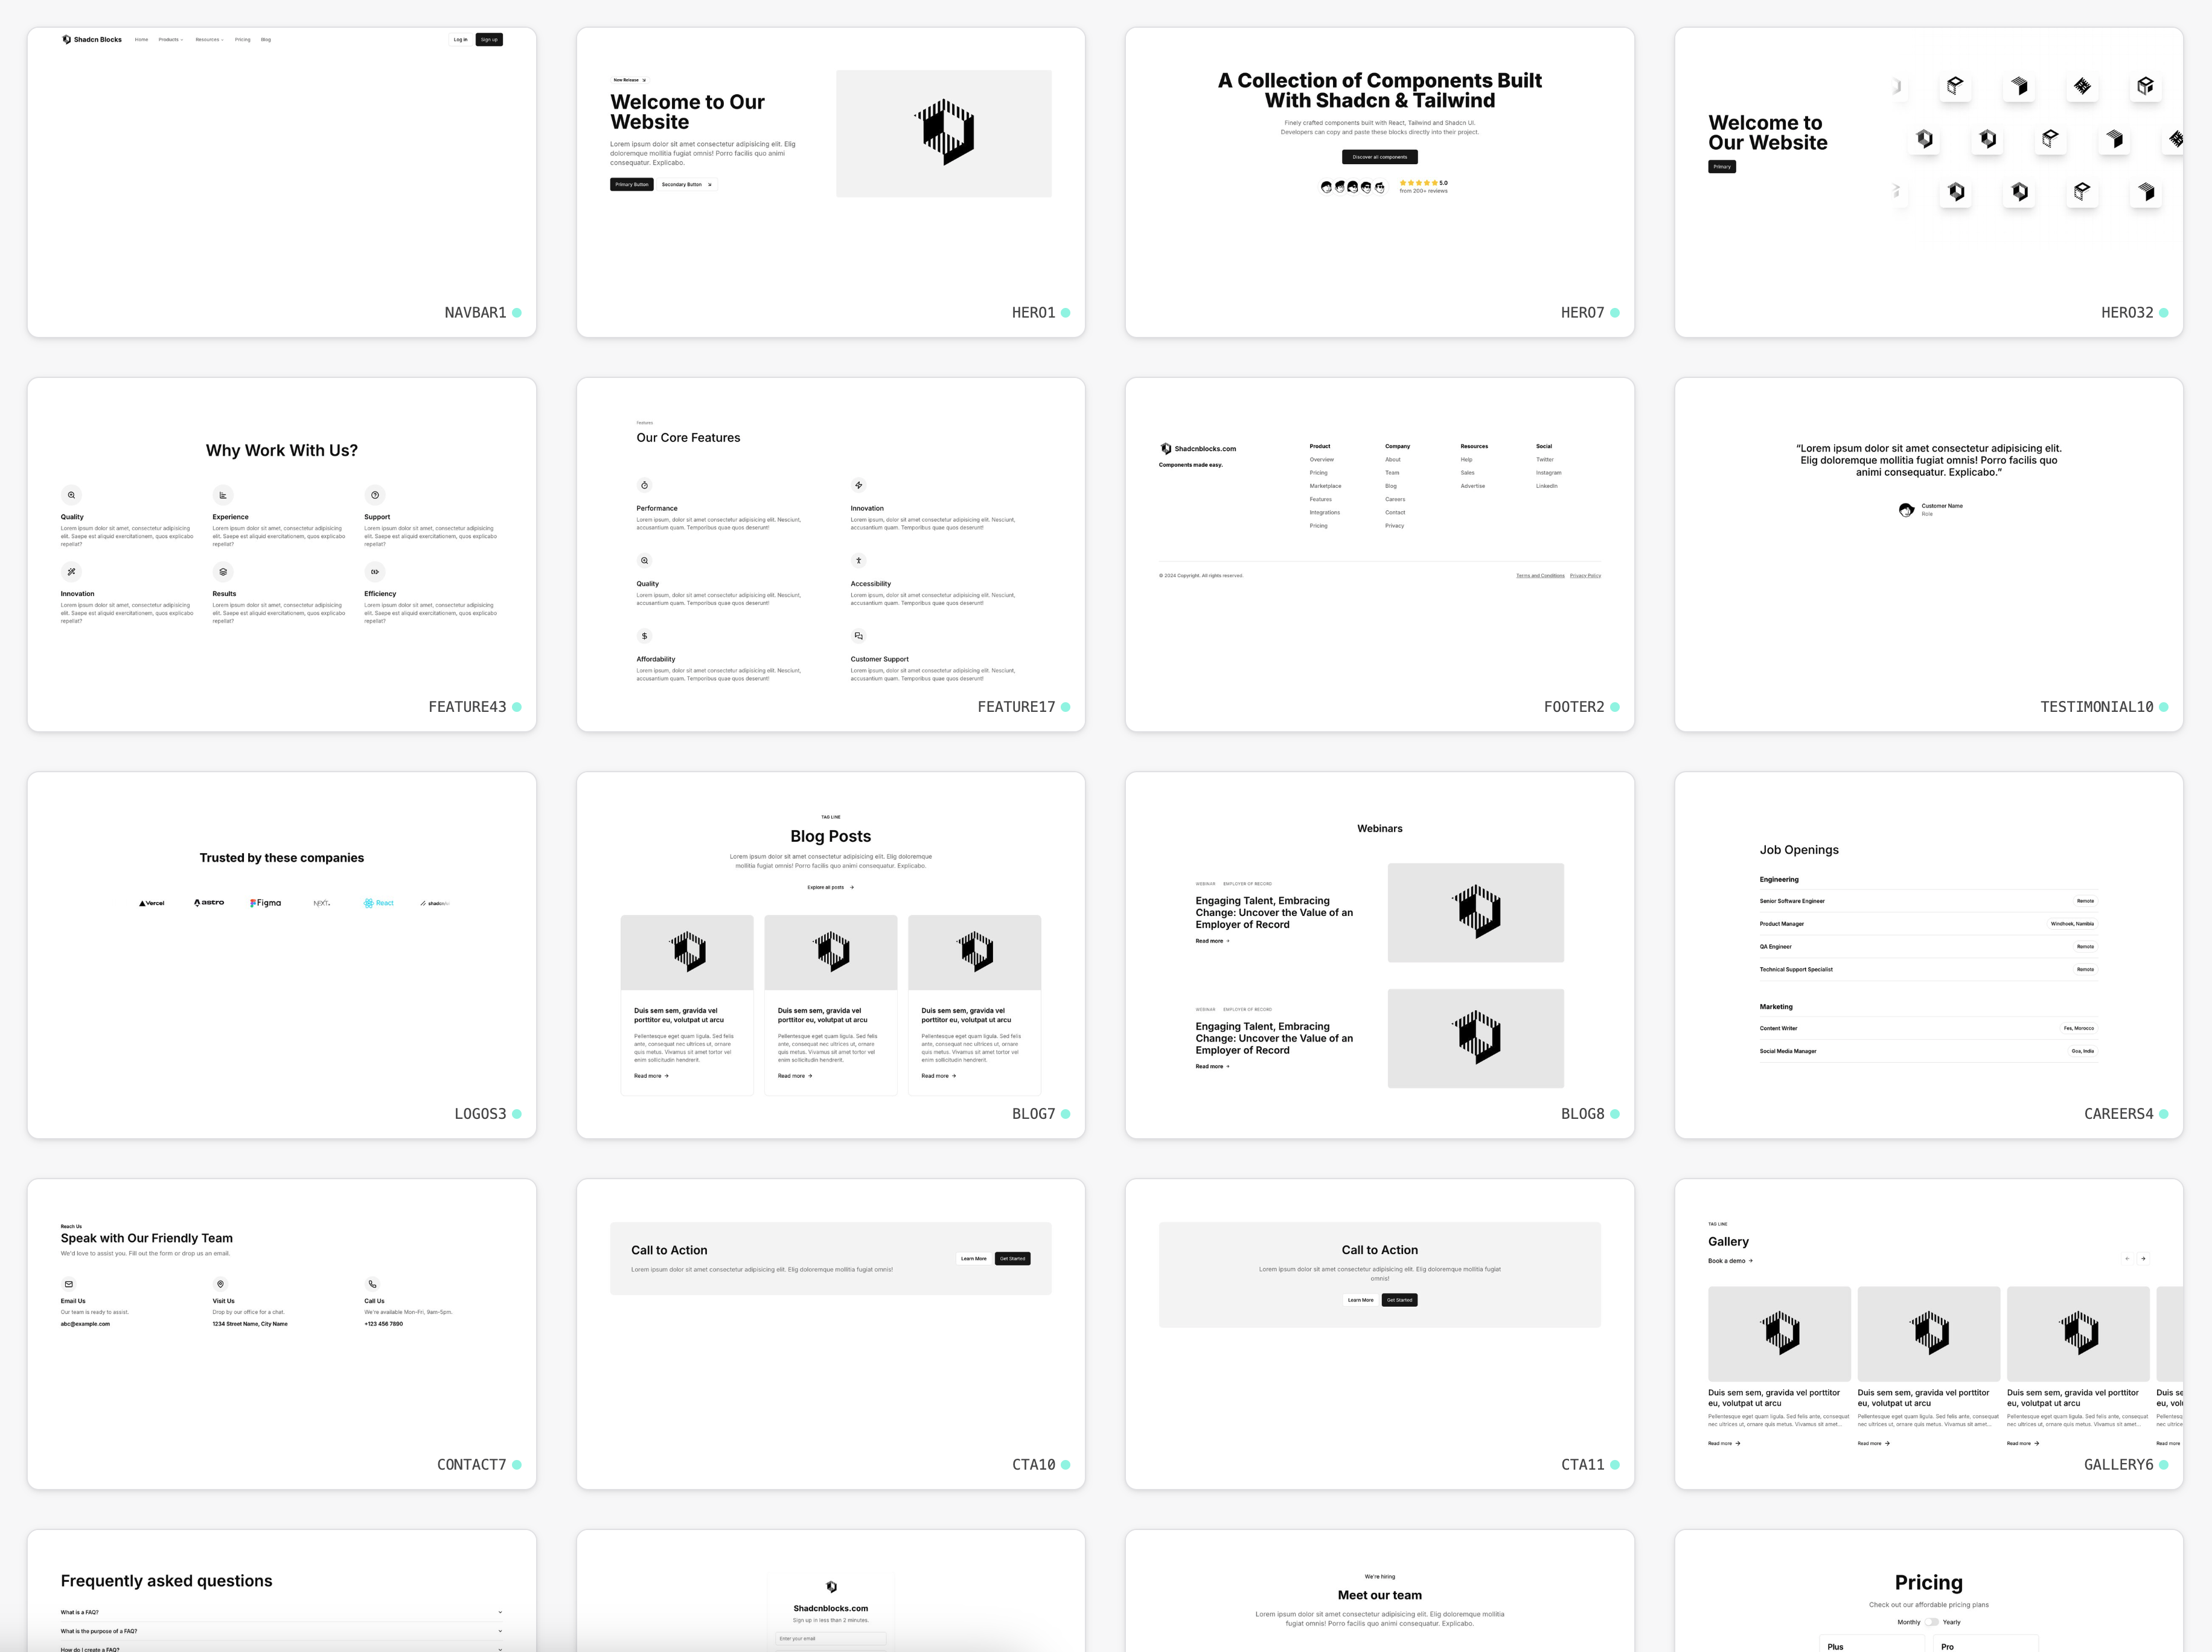 Shadcn Blocks Home Products Resources Pricing Blog Log in Sign up
NAVBAR1
New Release
Welcome to Our
Website
Lorem ipsum dolor sit amet consectetur adipisicing elit. Elig
doloremque mollitia fugiat omnis! Porro facilis quo animi
consequatur. Explicabo.
Primary Button Secondary Button
HERO1
A Collection of Components Built
With Shadcn & Tailwind
Finely crafted components built with React, Tailwind and Shadcn UI.
Developers can copy and paste these blocks directly into their project.
Discover all components
5.0
from 200+ reviews
HERO7
Welcome to
Our Website
Primary
HERO32
Why Work With Us?
Quality
Lorem ipsum dolor sit amet, consectetur adipisicing
elit. Saepe est aliquid exercitationem, quos explicabo
repellat?
Experience
Lorem ipsum dolor sit amet, consectetur adipisicing
elit. Saepe est aliquid exercitationem, quos explicabo
repellat?
Support
Lorem ipsum dolor sit amet, consectetur adipisicing
elit. Saepe est aliquid exercitationem, quos explicabo
repellat?
Innovation
Lorem ipsum dolor sit amet, consectetur adipisicing
elit. Saepe est aliquid exercitationem, quos explicabo
repellat?
Results
Lorem ipsum dolor sit amet, consectetur adipisicing
elit. Saepe est aliquid exercitationem, quos explicabo
repellat?
Efficiency
Lorem ipsum dolor sit amet, consectetur adipisicing
elit. Saepe est aliquid exercitationem, quos explicabo
repellat?
FEATURE43
Features
Our Core Features
Performance
Lorem ipsum, dolor sit amet consectetur adipisicing elit. Nesciunt,
accusantium quam. Temporibus quae quos deserunt!
Innovation
Lorem ipsum, dolor sit amet consectetur adipisicing elit. Nesciunt,
accusantium quam. Temporibus quae quos deserunt!
Quality
Lorem ipsum, dolor sit amet consectetur adipisicing elit. Nesciunt,
accusantium quam. Temporibus quae quos deserunt!
Accessibility
Lorem ipsum, dolor sit amet consectetur adipisicing elit. Nesciunt,
accusantium quam. Temporibus quae quos deserunt!
Affordability
Lorem ipsum, dolor sit amet consectetur adipisicing elit. Nesciunt,
accusantium quam. Temporibus quae quos deserunt!
Customer Support
Lorem ipsum, dolor sit amet consectetur adipisicing elit. Nesciunt,
accusantium quam. Temporibus quae quos deserunt!
FEATURE17
Shadcnblocks.com
Components made easy.
Product
Overview
Pricing
Marketplace
Features
Integrations
Pricing
Company
About
Team
Blog
Careers
Contact
Privacy
Resources
Help
Sales
Advertise
Social
Twitter
Instagram
LinkedIn
© 2024 Copyright. All rights reserved. Terms and Conditions Privacy Policy
FOOTER2
“Lorem ipsum dolor sit amet consectetur adipisicing elit.
Elig doloremque mollitia fugiat omnis! Porro facilis quo
animi consequatur. Explicabo.”
Customer Name
Role
TESTIMONIAL10
Trusted by these companies
Vercel astro Figma NEXT. React
LOGOS3
TAG LINE
Blog Posts
Lorem ipsum dolor sit amet consectetur adipisicing elit. Elig doloremque
mollitia fugiat omnis! Porro facilis quo animi consequatur. Explicabo.
Explore all posts
Duis sem sem, gravida vel
porttitor eu, volutpat ut arcu
Pellentesque eget quam ligula. Sed felis
ante, consequat nec ultrices ut, ornare
quis metus. Vivamus sit amet tortor vel
enim sollicitudin hendrerit.
Read more
Duis sem sem, gravida vel
porttitor eu, volutpat ut arcu
Pellentesque eget quam ligula. Sed felis
ante, consequat nec ultrices ut, ornare
quis metus. Vivamus sit amet tortor vel
enim sollicitudin hendrerit.
Read more
Duis sem sem, gravida vel
porttitor eu, volutpat ut arcu
Pellentesque eget quam ligula. Sed felis
ante, consequat nec ultrices ut, ornare
quis metus. Vivamus sit amet tortor vel
enim sollicitudin hendrerit.
Read more
BLOG7
Webinars
WEBINAR EMPLOYER OF RECORD
Engaging Talent, Embracing
Change: Uncover the Value of an
Employer of Record
Read more
WEBINAR EMPLOYER OF RECORD
Engaging Talent, Embracing
Change: Uncover the Value of an
Employer of Record
Read more
BLOG8
Job Openings
Engineering
Senior Software Engineer Remote
Product Manager Windhoek, Namibia
QA Engineer Remote
Technical Support Specialist Remote
Marketing
Content Writer Fes, Morocco
Social Media Manager Goa, India
CAREERS4
Reach Us
Speak with Our Friendly Team
We'd love to assist you. Fill out the form or drop us an email.
Email Us
Our team is ready to assist.
abc@example.com
Visit Us
Drop by our office for a chat.
1234 Street Name, City Name
Call Us
We're available Mon-Fri, 9am-5pm.
+123 456 7890
CONTACT7
Call to Action
Lorem ipsum dolor sit amet consectetur adipisicing elit. Elig doloremque mollitia fugiat omnis!
Learn More Get Started
CTA10
Call to Action
Lorem ipsum dolor sit amet consectetur adipisicing elit. Elig doloremque mollitia fugiat
omnis!
Learn More Get Started
CTA11
TAG LINE
Gallery
Book a demo
Duis sem sem, gravida vel porttitor
eu, volutpat ut arcu
Pellentesque eget quam ligula. Sed felis ante, consequat
nec ultrices ut, ornare quis metus. Vivamus sit amet...
Read more
Duis sem sem, gravida vel porttitor
eu, volutpat ut arcu
Pellentesque eget quam ligula. Sed felis ante, consequat
nec ultrices ut, ornare quis metus. Vivamus sit amet...
Read more
Duis sem sem, gravida vel porttitor
eu, volutpat ut arcu
Pellentesque eget quam ligula. Sed felis ante, consequat
nec ultrices ut, ornare quis metus. Vivamus sit amet...
Read more
Duis
eu,
Read more
GALLERY6
Frequently asked questions
What is a FAQ?
What is the purpose of a FAQ?
How do I create a FAQ?
Shadcnblocks.com
Sign up in less than 2 minutes.
Enter your email
We're hiring
Meet our team
Lorem ipsum dolor sit amet consectetur adipisicing elit. Elig doloremque mollitia
fugiat omnis! Porro facilis quo animi consequatur. Explicabo.
Pricing
Check out our affordable pricing plans
Monthly Yearly
Plus Pro